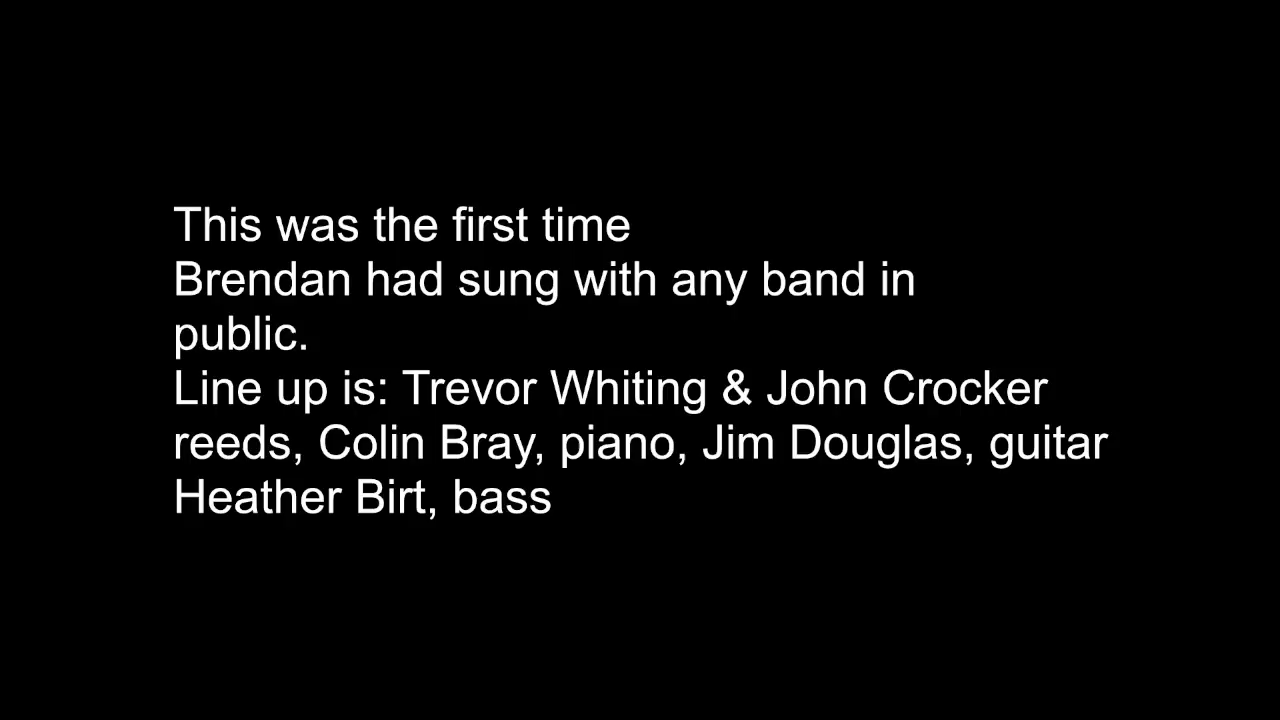 This was the first time
Brendan had sung with any band in
public.
Line up is: Trevor Whiting & John Crocker
reeds, Colin Bray, piano, Jim Douglas, guitar
Heather Birt, bass